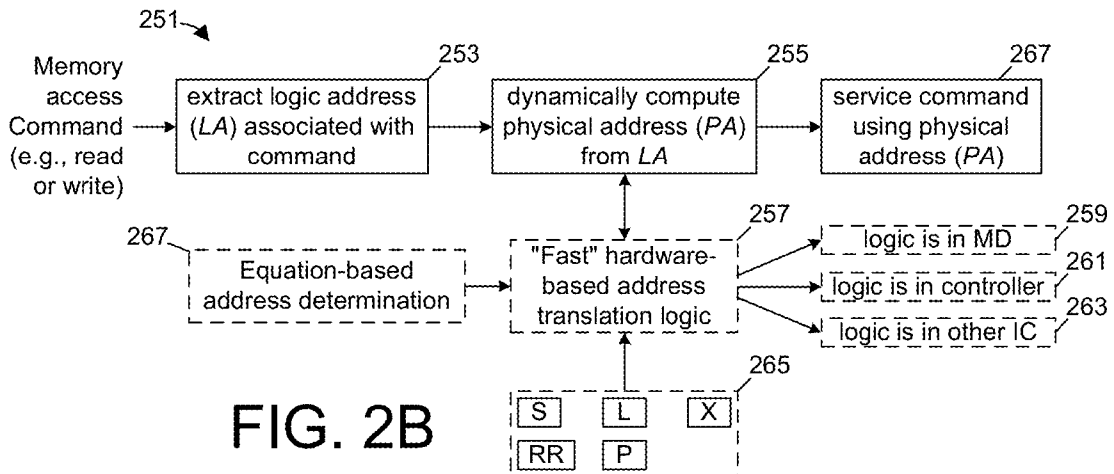 251
Memory
access
Command
(e.g., read
or write)
253
extract logic address
(LA) associated with
command
255
dynamically compute
physical address (PA)
from LA
267
service command
using physical
address (PA)
267
Equation-based
address determination
257
"Fast" hardware-
based address
translation logic
259
logic is in MD
261
logic is in controller
263
logic is in other IC
265
S L X
RR P
FIG. 2B